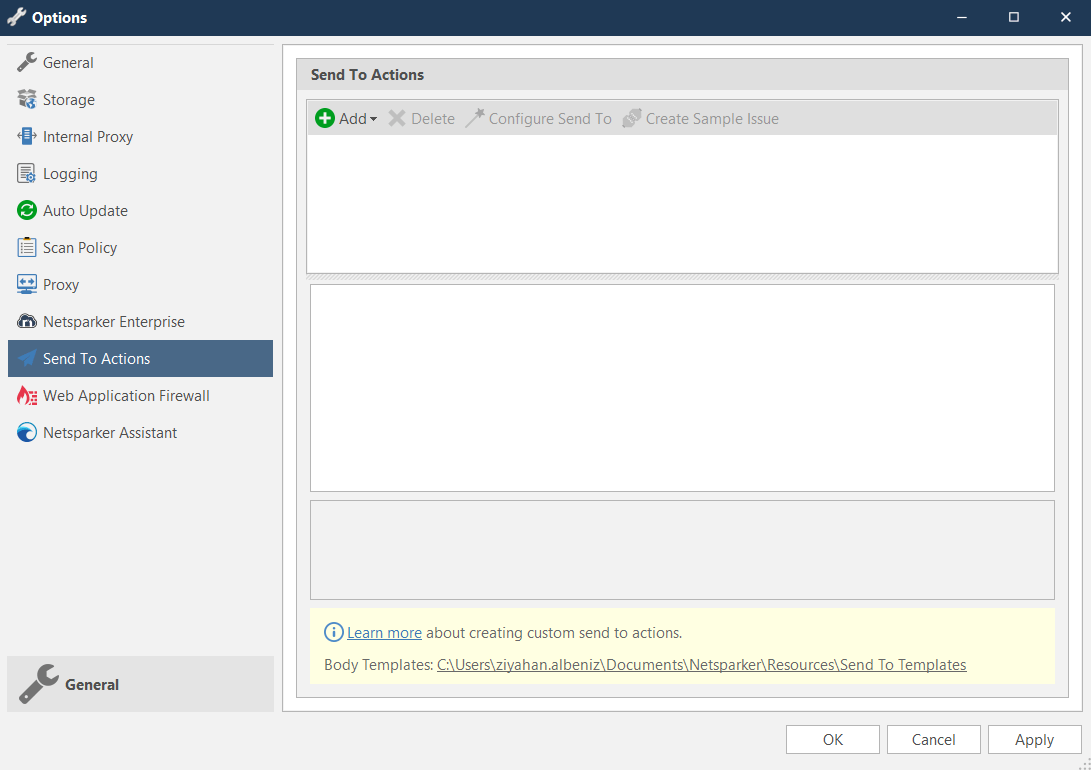 Options
General
Storage
Internal Proxy
Logging
Auto Update
Scan Policy
Proxy
Netsparker Enterprise
Send To Actions
Web Application Firewall
Netsparker Assistant
General
Send To Actions
Add Delete Configure Send To Create Sample Issue
Learn more about creating custom send to actions.
Body Templates: C:\Users\ziyahan.albeniz\Documents\Netsparker\Resources\Send To Templates
OK Cancel Apply